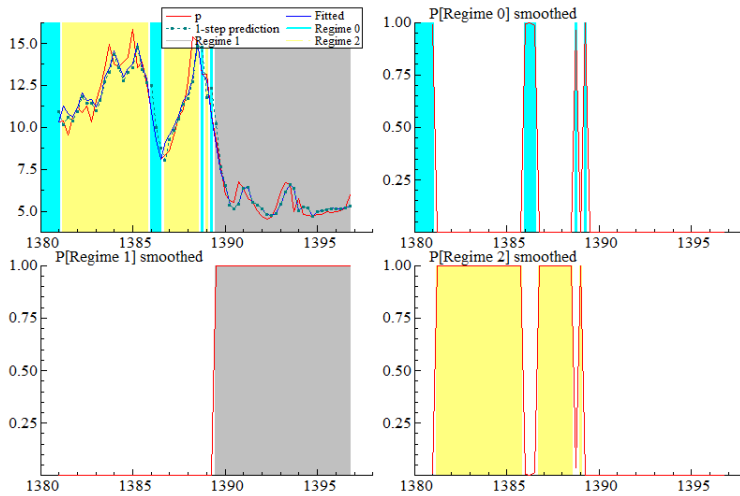 p Fitted
1-step prediction Regime 0
Regime 1 Regime 2
15.0
12.5
10.0
7.5
5.0
1380 1385 1390 1395
P[Regime 0] smoothed
1.00
0.75
0.50
0.25
1380 1385 1390 1395
P[Regime 1] smoothed
1.00
0.75
0.50
0.25
1380 1385 1390 1395
P[Regime 2] smoothed
1.00
0.75
0.50
0.25
1380 1385 1390 1395